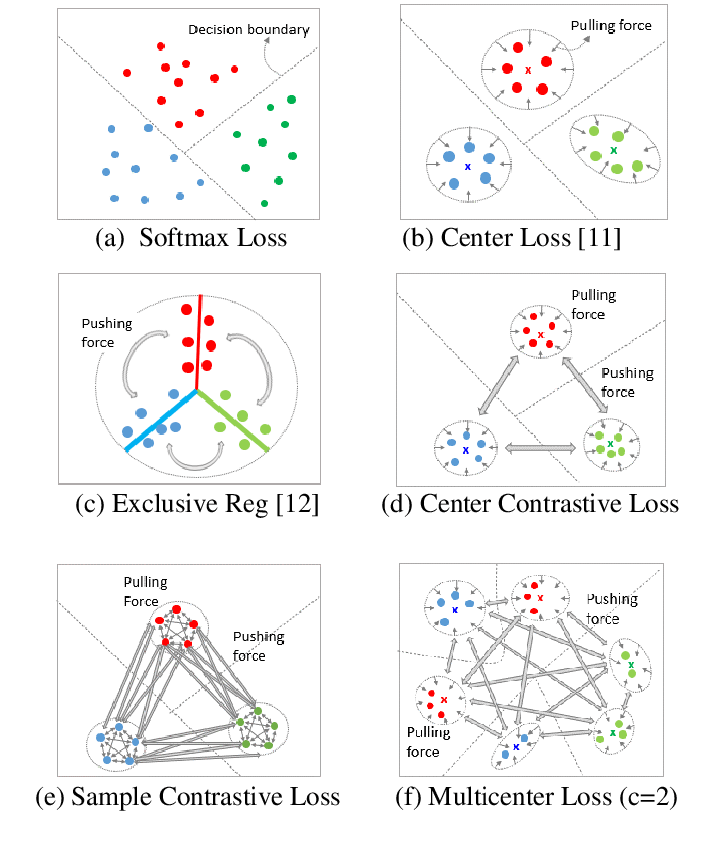 Decision boundary
(a) Softmax Loss
Pulling force
x
x
x
(b) Center Loss [11]
Pushing
force
(c) Exclusive Reg [12]
Pulling
force
Pushing
force
x
x
x
(d) Center Contrastive Loss
Pulling
Force
Pushing
force
(e) Sample Contrastive Loss
Pushing
force
x
x
x
x
x
x
Pulling
force
(f) Multicenter Loss (c=2)